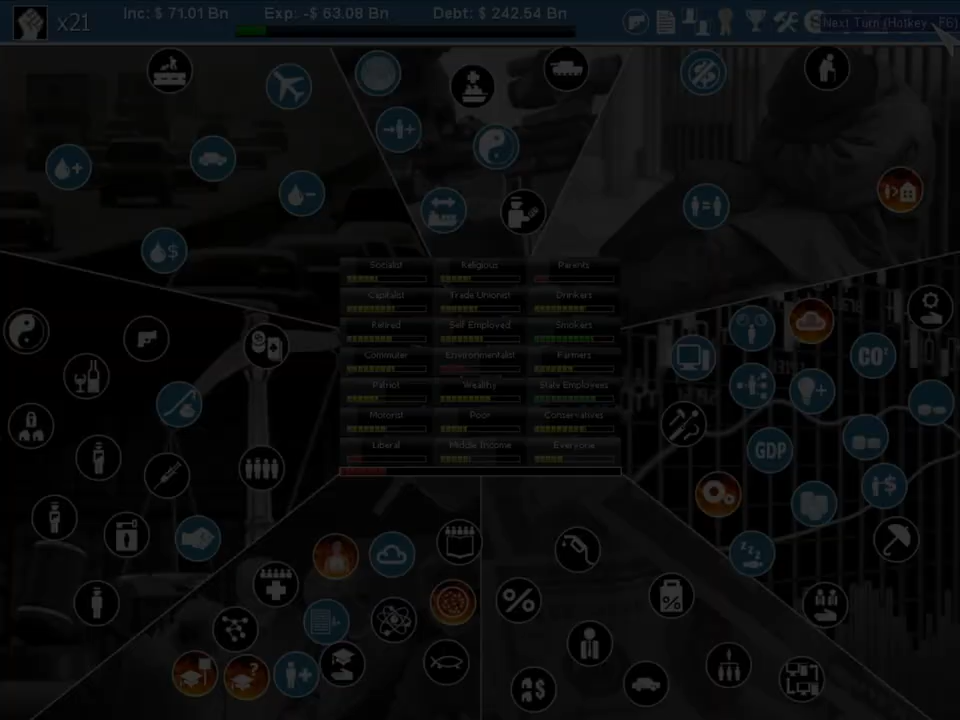 x21 Inc: $ 71.01 Bn Exp: -$ 63.08 Bn Debt: $ 242.54 Bn Next Turn (Hotkey - F6)
Socialist Religious Parents
Capitalist Trade Unionist Drinkers
Retired Self Employed Smokers
Commuter Environmentalist Farmers
Patriot Wealthy State Employees
Motorist Poor Conservatives
Liberal Middle Income Everyone
$
CO²
GDP
$
zzz
%
%
?
$